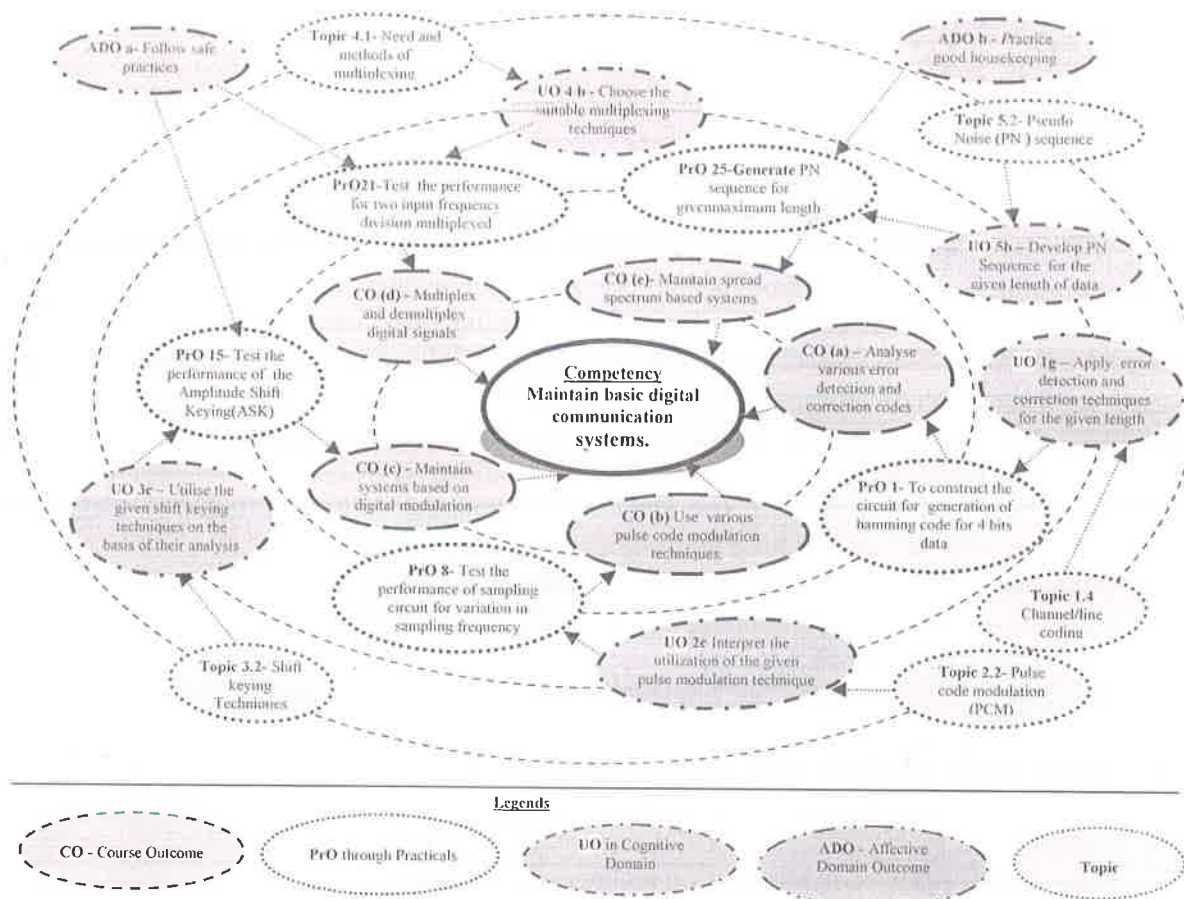 ADO a- Follow safe
practices
Topic 4.1- Need and
methods of
multiplexing
ADO b - Practice
good housekeeping
UO 4 b - Choose the
suitable multiplexing
techniques
Topic 5.2- Pseudo
Noise (PN ) sequence
PrO21-Test the performance
for two input frequency
division multiplexed
PrO 25-Generate PN
sequence for
givenmaximum length
UO 5b – Develop PN
Sequence for the
given length of data
CO (d) - Multiplex
and demultiplex
digital signals
CO (e)- Maintain spread
spectrum based systems
PrO 15- Test the
performance of the
Amplitude Shift
Keying(ASK)
Competency
Maintain basic digital
communication
systems.
CO (a) – Analyse
various error
detection and
correction codes
UO 1g – Apply error
detection and
correction techniques
for the given length
UO 3c – Utilise the
given shift keying
techniques on the
basis of their analysis
CO (c) - Maintain
systems based on
digital modulation
CO (b) Use various
pulse code modulation
techniques.
PrO 1- To construct the
circuit for generation of
hamming code for 4 bits
data
PrO 8- Test the
performance of sampling
circuit for variation in
sampling frequency
Topic 1.4
Channel/line
coding
Topic 3.2- Shift
keying
Techniques
UO 2c Interpret the
utilization of the given
pulse modulation technique
Topic 2.2- Pulse
code modulation
(PCM)
Legends
CO - Course Outcome
PrO through Practicals
UO in Cognitive
Domain
ADO - Affective
Domain Outcome
Topic